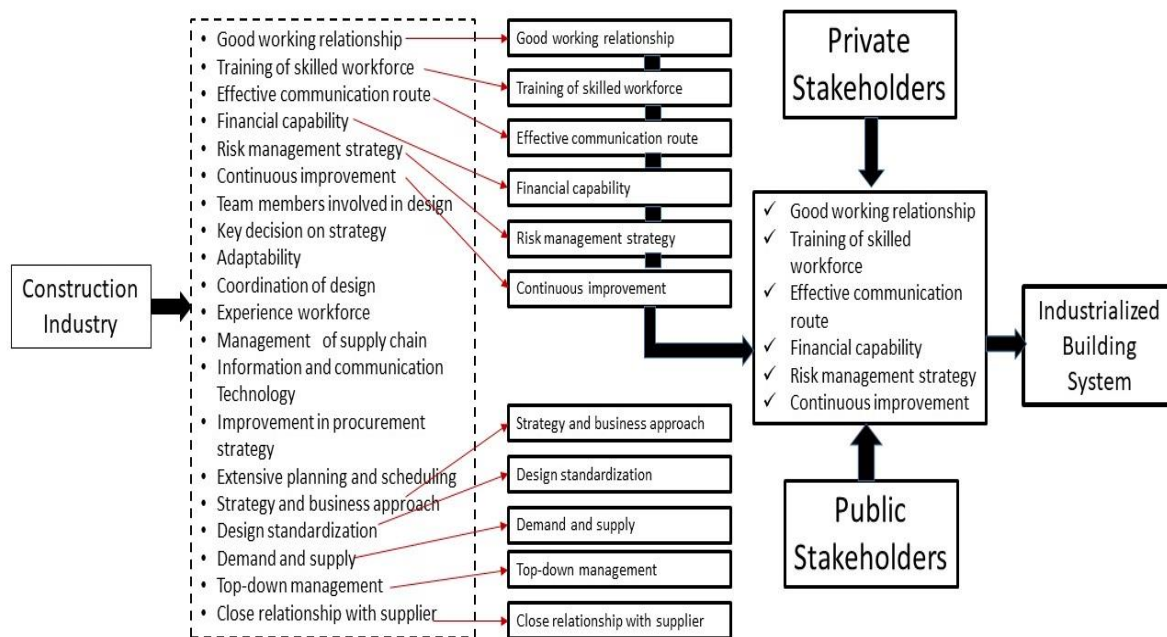 Construction
Industry
• Good working relationship
• Training of skilled workforce
• Effective communication route
• Financial capability
• Risk management strategy
• Continuous improvement
• Team members involved in design
• Key decision on strategy
• Adaptability
• Coordination of design
• Experience workforce
• Management of supply chain
• Information and communication
Technology
• Improvement in procurement
strategy
• Extensive planning and scheduling
• Strategy and business approach
• Design standardization
• Demand and supply
• Top-down management
• Close relationship with supplier
Good working relationship
Training of skilled workforce
Effective communication route
Financial capability
Risk management strategy
Continuous improvement
Strategy and business approach
Design standardization
Demand and supply
Top-down management
Close relationship with supplier
Private
Stakeholders
✓ Good working relationship
✓ Training of skilled
workforce
✓ Effective communication
route
✓ Financial capability
✓ Risk management strategy
✓ Continuous improvement
Public
Stakeholders
Industrialized
Building
System